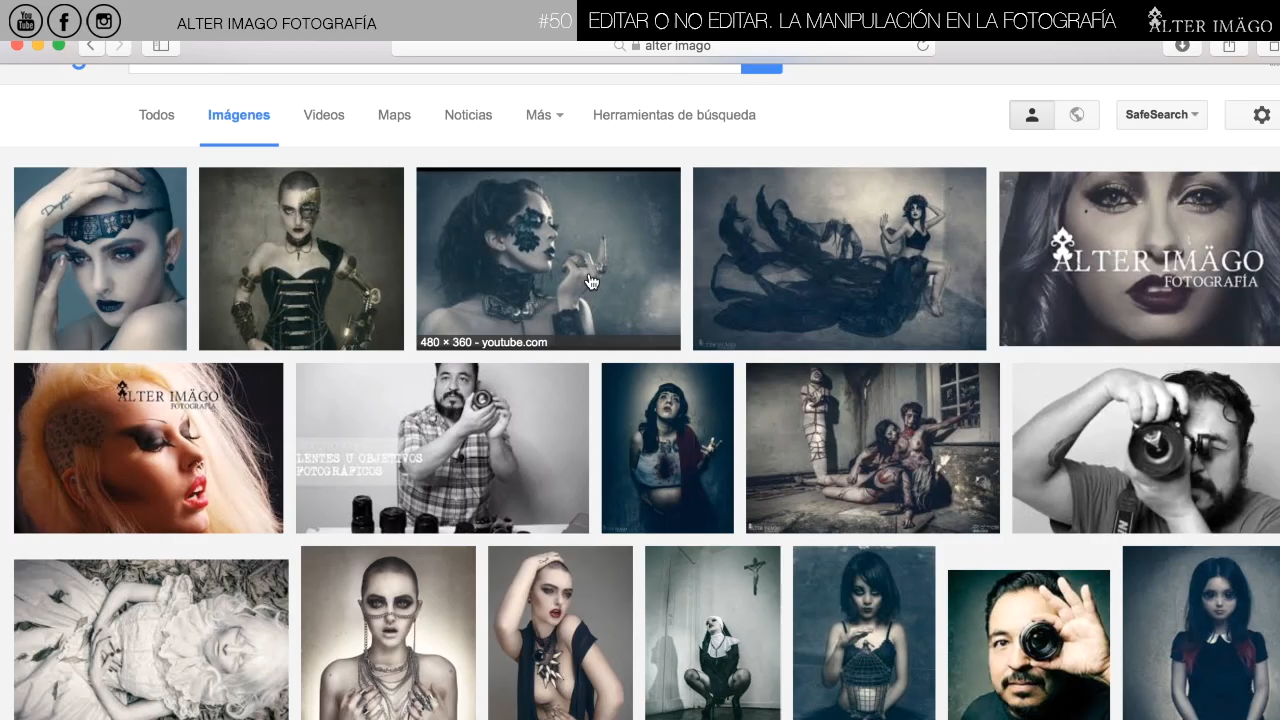 You
Tube
ALTER IMAGO FOTOGRAFÍA
#50
EDITAR O NO EDITAR. LA MANIPULACIÓN EN LA FOTOGRAFÍA
ALTER IMÄGO
alter imago
Todos
Imágenes
Videos
Maps
Noticias
Más
Herramientas de búsqueda
SafeSearch
ALTER IMÄGO
FOTOGRAFÍA
480 × 360 - youtube.com
ALTER IMÄGO
FOTOGRAFÍA
LENTES U OBJETIVOS
FOTOGRÁFICOS